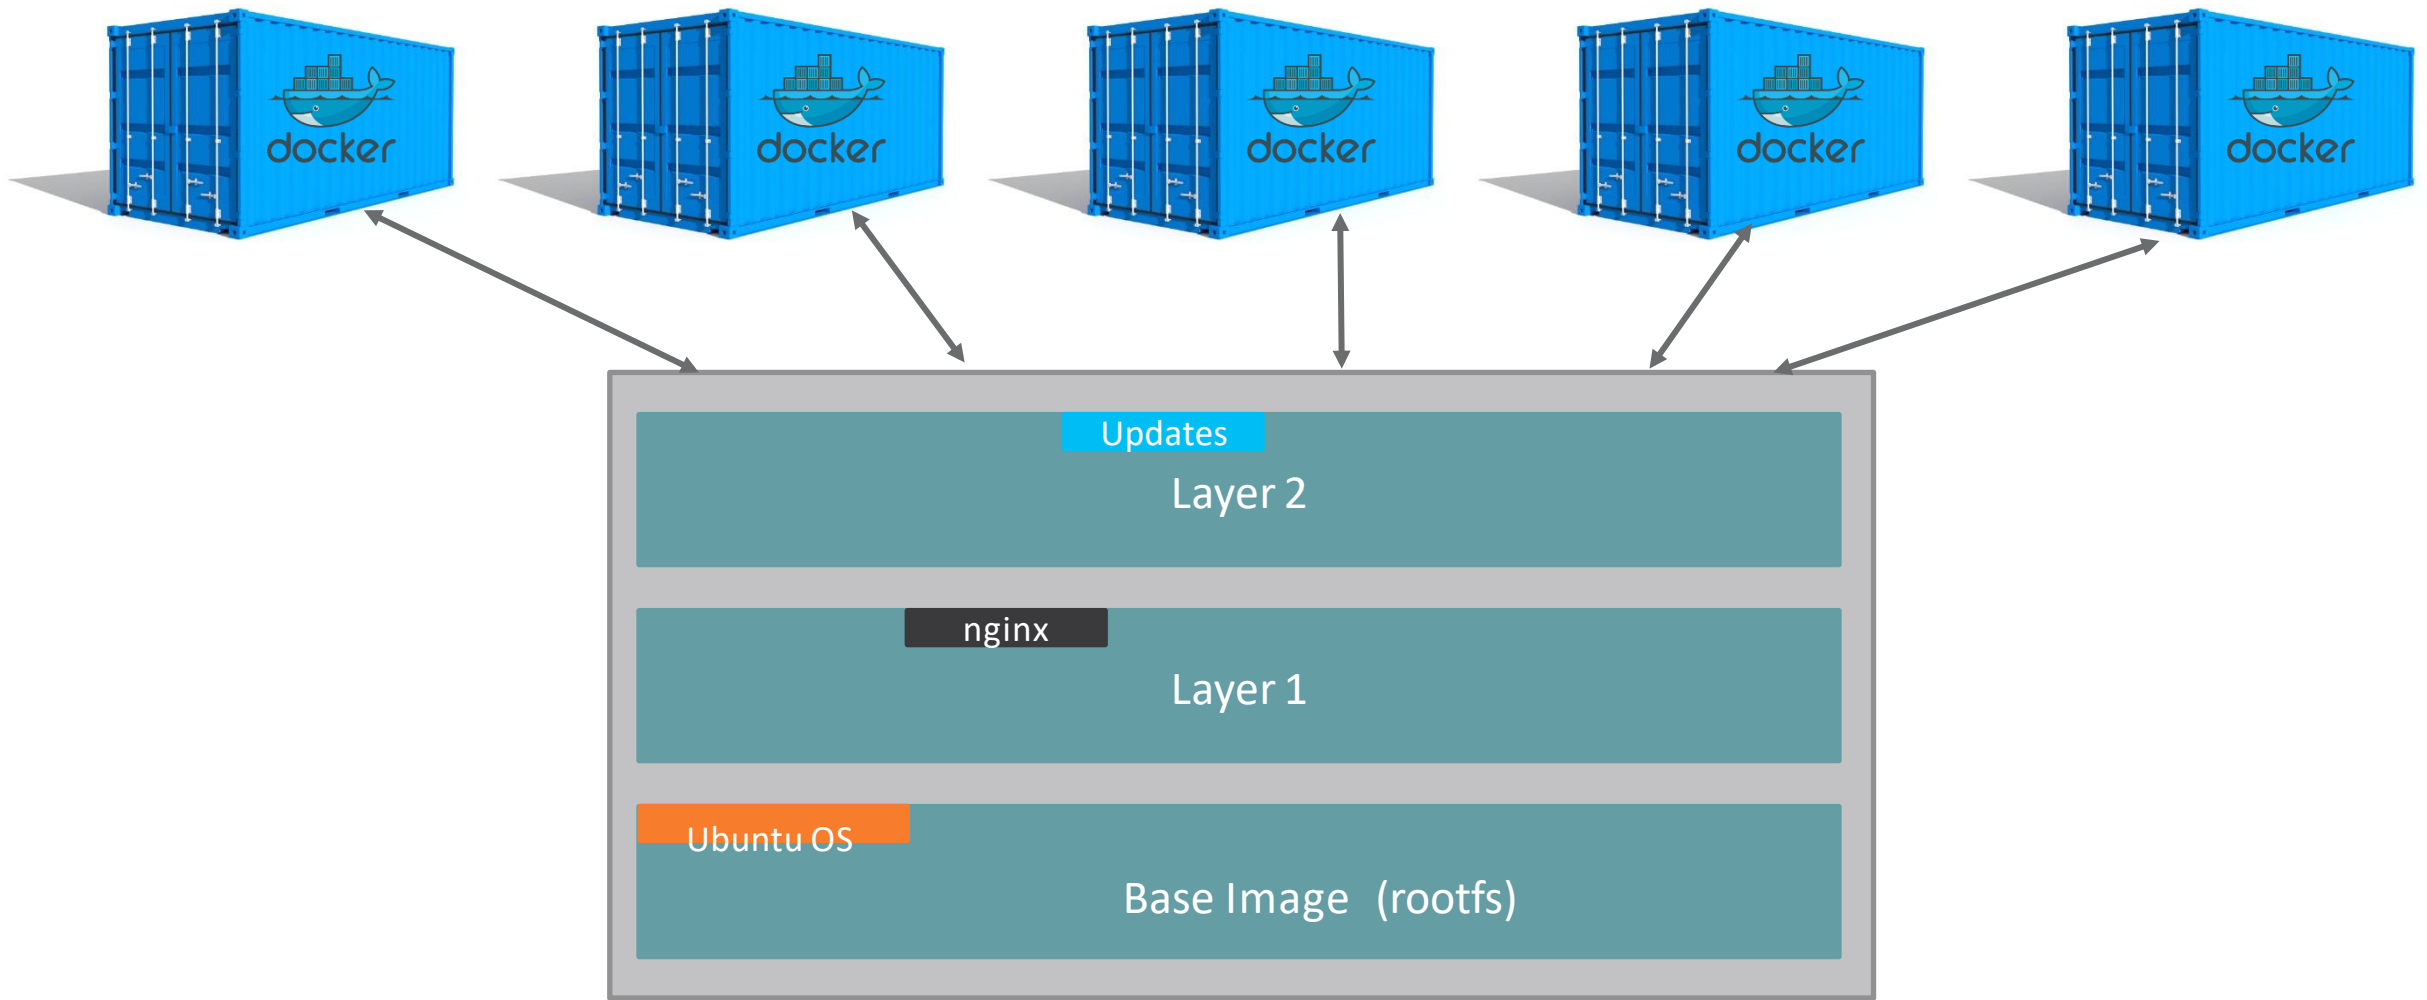 docker
docker
docker
docker
docker
Updates
Layer 2
nginx
Layer 1
Ubuntu OS
Base Image (rootfs)